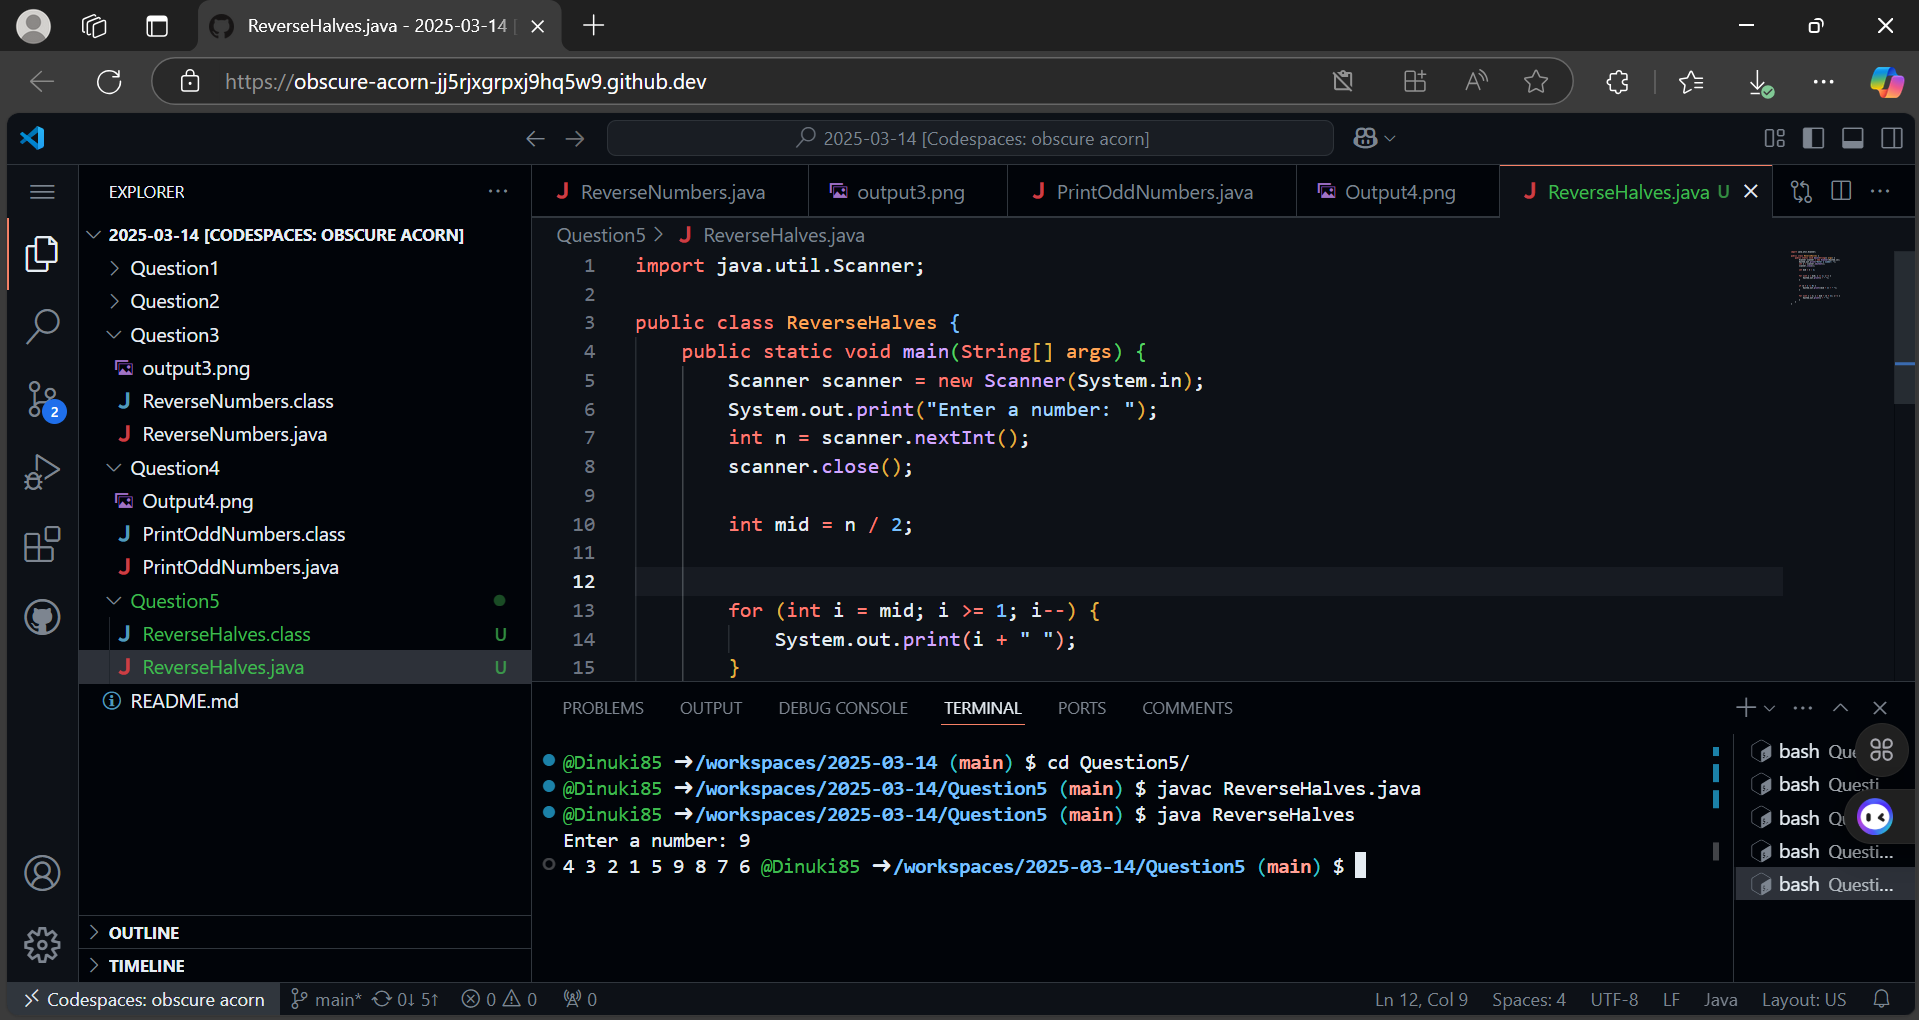 ReverseHalves.java - 2025-03-14 [
https://obscure-acorn-jj5rjxgrpxj9hq5w9.github.dev
2025-03-14 [Codespaces: obscure acorn]
EXPLORER
2025-03-14 [CODESPACES: OBSCURE ACORN]
Question1
Question2
Question3
output3.png
ReverseNumbers.class
ReverseNumbers.java
Question4
Output4.png
PrintOddNumbers.class
PrintOddNumbers.java
Question5
ReverseHalves.class U
ReverseHalves.java U
README.md
OUTLINE
TIMELINE
2
ReverseNumbers.java output3.png PrintOddNumbers.java Output4.png ReverseHalves.java U
Question5 > ReverseHalves.java
1 import java.util.Scanner;
2
3 public class ReverseHalves {
4 public static void main(String[] args) {
5 Scanner scanner = new Scanner(System.in);
6 System.out.print("Enter a number: ");
7 int n = scanner.nextInt();
8 scanner.close();
9
10 int mid = n / 2;
11
12
13 for (int i = mid; i >= 1; i--) {
14 System.out.print(i + " ");
15 }
PROBLEMS OUTPUT DEBUG CONSOLE TERMINAL PORTS COMMENTS
@Dinuki85 ➜/workspaces/2025-03-14 (main) $ cd Question5/
@Dinuki85 ➜/workspaces/2025-03-14/Question5 (main) $ javac ReverseHalves.java
@Dinuki85 ➜/workspaces/2025-03-14/Question5 (main) $ java ReverseHalves
Enter a number: 9
4 3 2 1 5 9 8 7 6 @Dinuki85 ➜/workspaces/2025-03-14/Question5 (main) $
bash
bash
bash
bash Questi...
bash Questi...
Codespaces: obscure acorn main* 0↓ 5↑ 0 0 0 Ln 12, Col 9 Spaces: 4 UTF-8 LF Java Layout: US